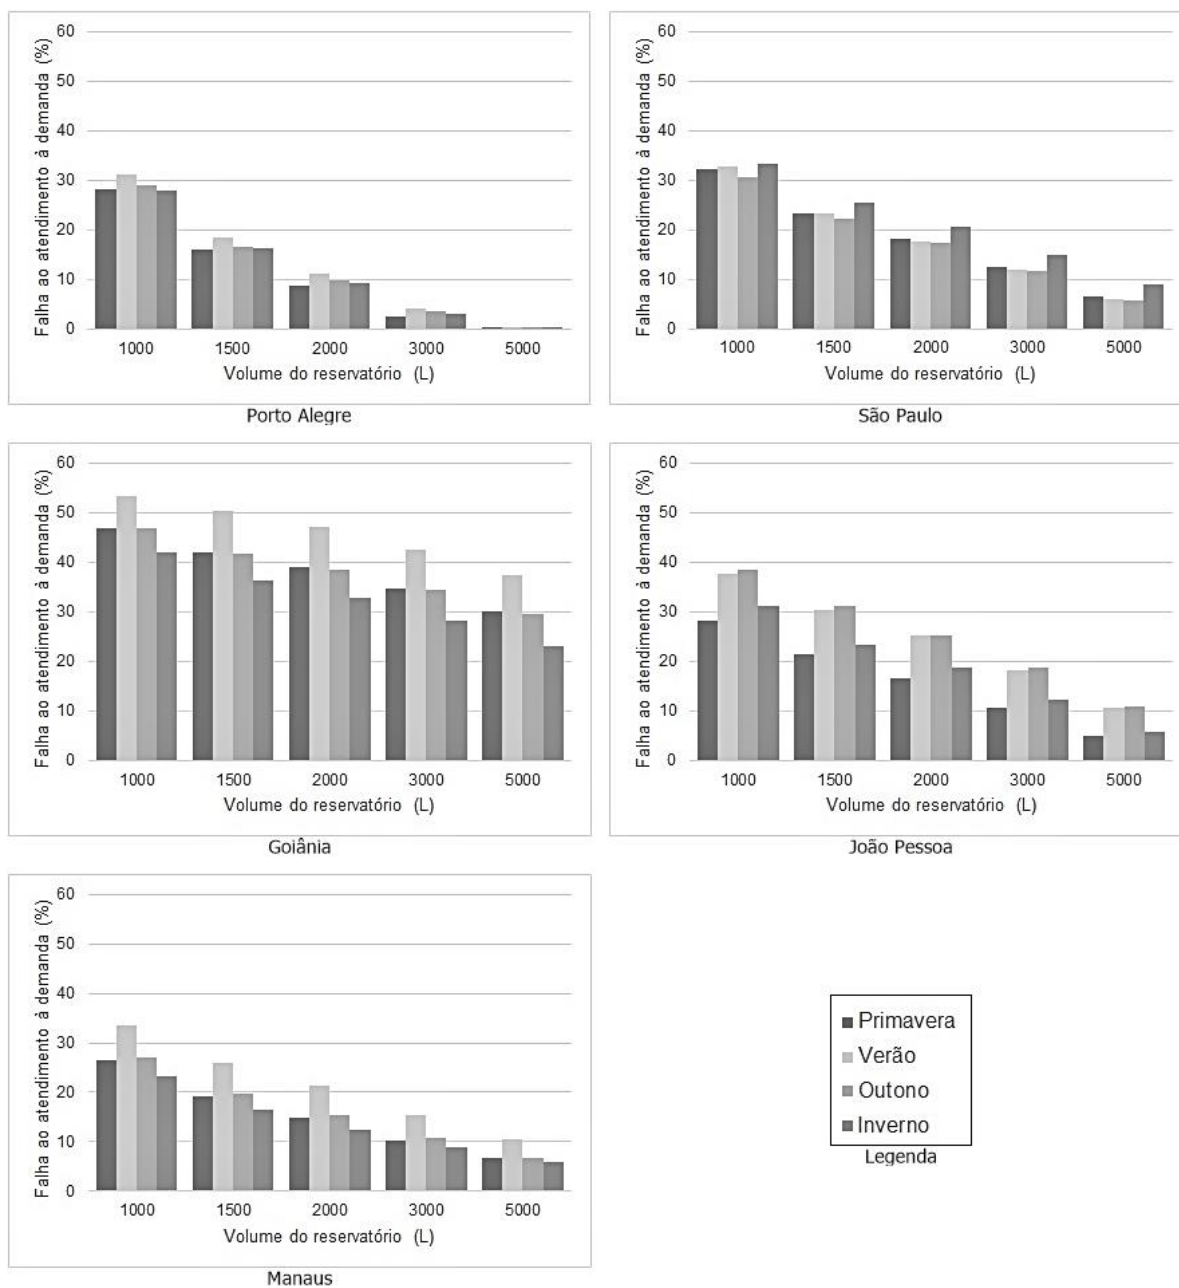 60
50
40
30
20
10
0
Falha ao atendimento à demanda (%)
1000 1500 2000 3000 5000
Volume do reservatório (L)
Porto Alegre
60
50
40
30
20
10
0
Falha ao atendimento à demanda (%)
1000 1500 2000 3000 5000
Volume do reservatório (L)
São Paulo
60
50
40
30
20
10
0
Falha ao atendimento à demanda (%)
1000 1500 2000 3000 5000
Volume do reservatório (L)
Goiânia
60
50
40
30
20
10
0
Falha ao atendimento à demanda (%)
1000 1500 2000 3000 5000
Volume do reservatório (L)
João Pessoa
60
50
40
30
20
10
0
Falha ao atendimento à demanda (%)
1000 1500 2000 3000 5000
Volume do reservatório (L)
Manaus
Primavera
Verão
Outono
Inverno
Legenda